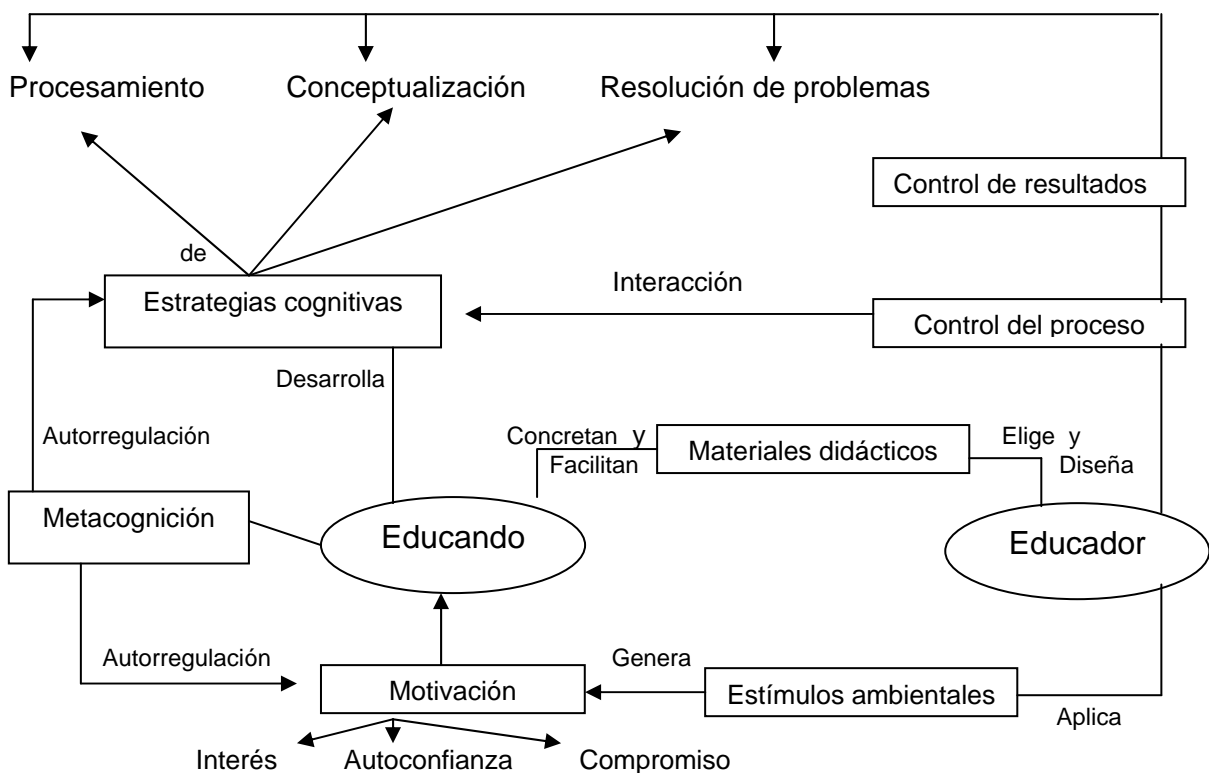 Procesamiento
Conceptualización
Resolución de problemas
Control de resultados
de
Estrategias cognitivas
Interacción
Control del proceso
Desarrolla
Autorregulación
Concretan y
Facilitan
Materiales didácticos
Elige y
Diseña
Metacognición
Educando
Educador
Autorregulación
Motivación
Genera
Estímulos ambientales
Aplica
Interés
Autoconfianza
Compromiso